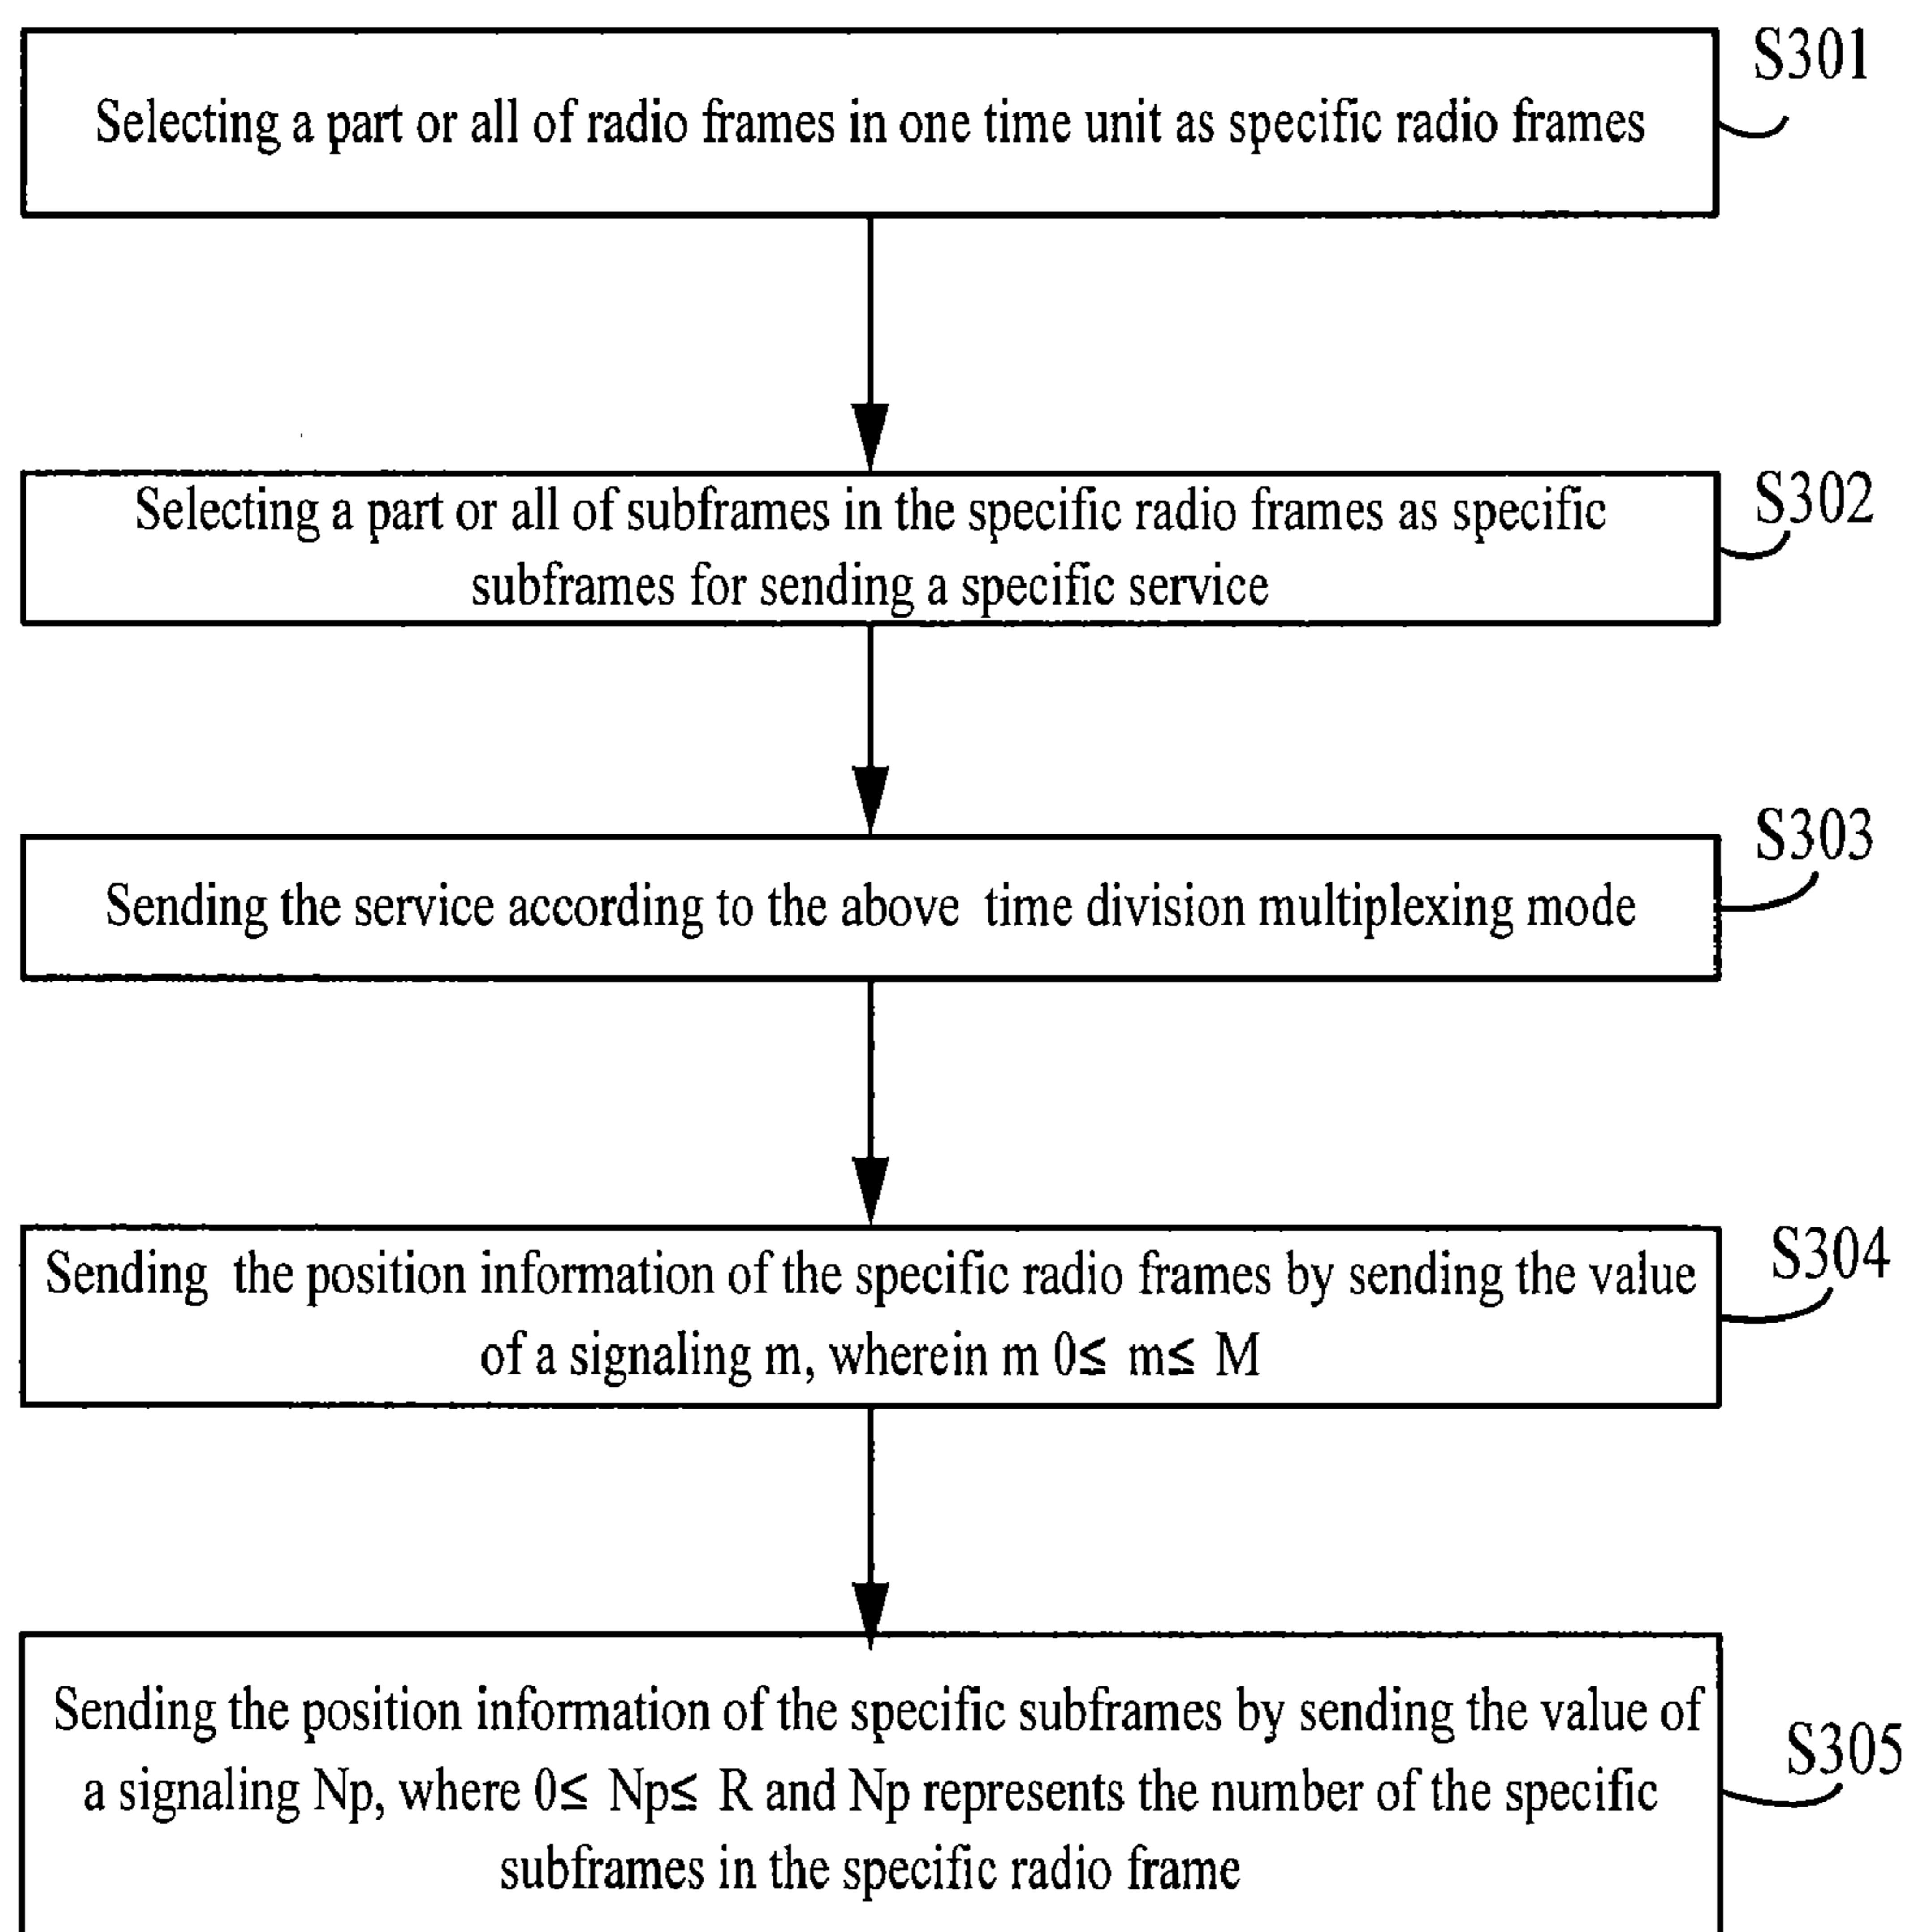 S301
Selecting a part or all of radio frames in one time unit as specific radio frames
S302
Selecting a part or all of subframes in the specific radio frames as specific
subframes for sending a specific service
S303
Sending the service according to the above time division multiplexing mode
S304
Sending the position information of the specific radio frames by sending the value
of a signaling m, wherein m 0≤ m≤ M
S305
Sending the position information of the specific subframes by sending the value of
a signaling Np, where 0≤ Np≤ R and Np represents the number of the specific
subframes in the specific radio frame